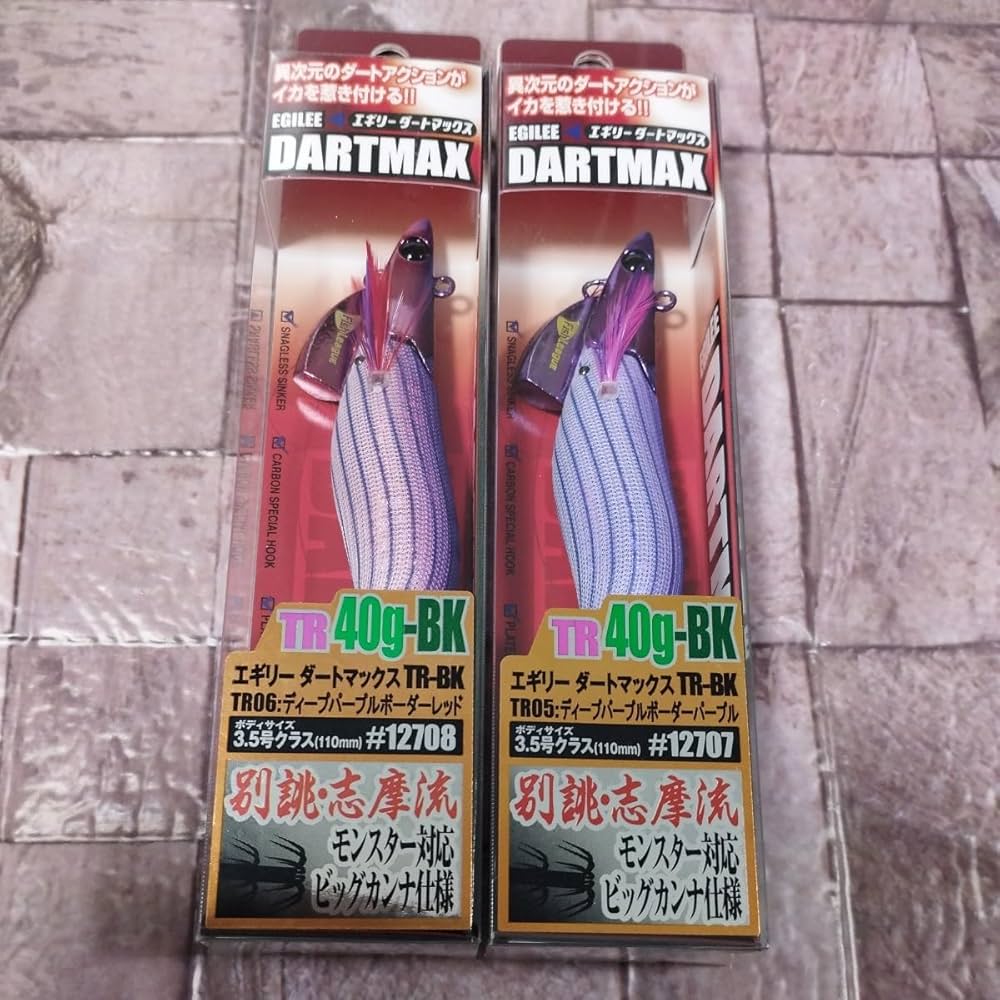 異次元のダートアクションが
イカを惹き付ける!!
EGILEE エギリー ダートマックス
DARTMAX
FishLeague
SNAGLESS SINKER
CARBON SPECIAL HOOK
TR 40g-BK
エギリー ダートマックス TR-BK
TR06:ディープパープルボーダーレッド
ボディサイズ
3.5号クラス(110mm) #12708
別誂・志摩流
モンスター対応
ビッグカンナ仕様
異次元のダートアクションが
イカを惹き付ける!!
EGILEE エギリー ダートマックス
DARTMAX
FishLeague
SNAGLESS SINKER
CARBON SPECIAL HOOK
TR 40g-BK
エギリー ダートマックス TR-BK
TR05:ディープパープルボーダーパープル
ボディサイズ
3.5号クラス(110mm) #12707
別誂・志摩流
モンスター対応
ビッグカンナ仕様